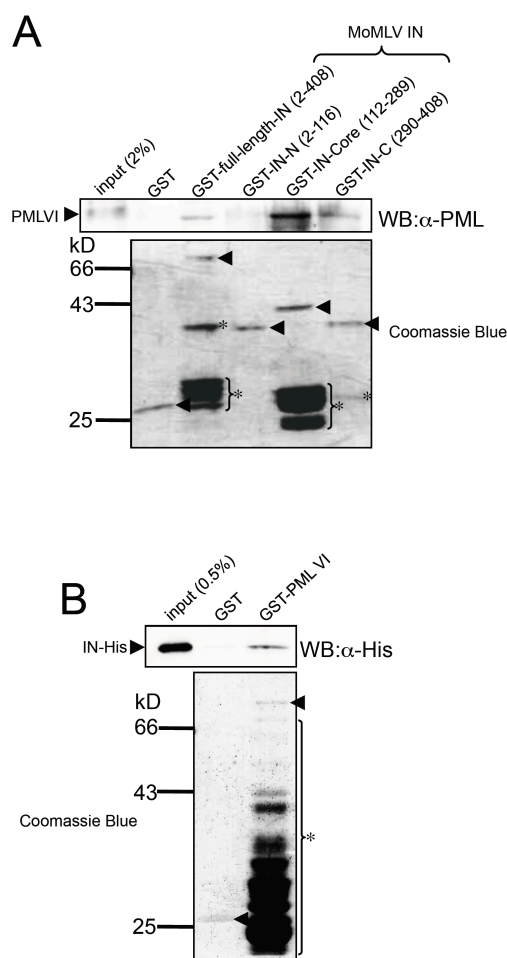 A
MoMLV IN
input (2%)
GST
GST-full-length-IN (2-408)
GST-IN-N (2-116)
GST-IN-Core (112-289)
GST-IN-C (290-408)
PMLVI
WB:α-PML
kD
66
43
25
*
*
*
*
Coomassie Blue
B
input (0.5%)
GST
GST-PML VI
IN-His
WB:α-His
kD
66
43
25
*
Coomassie Blue